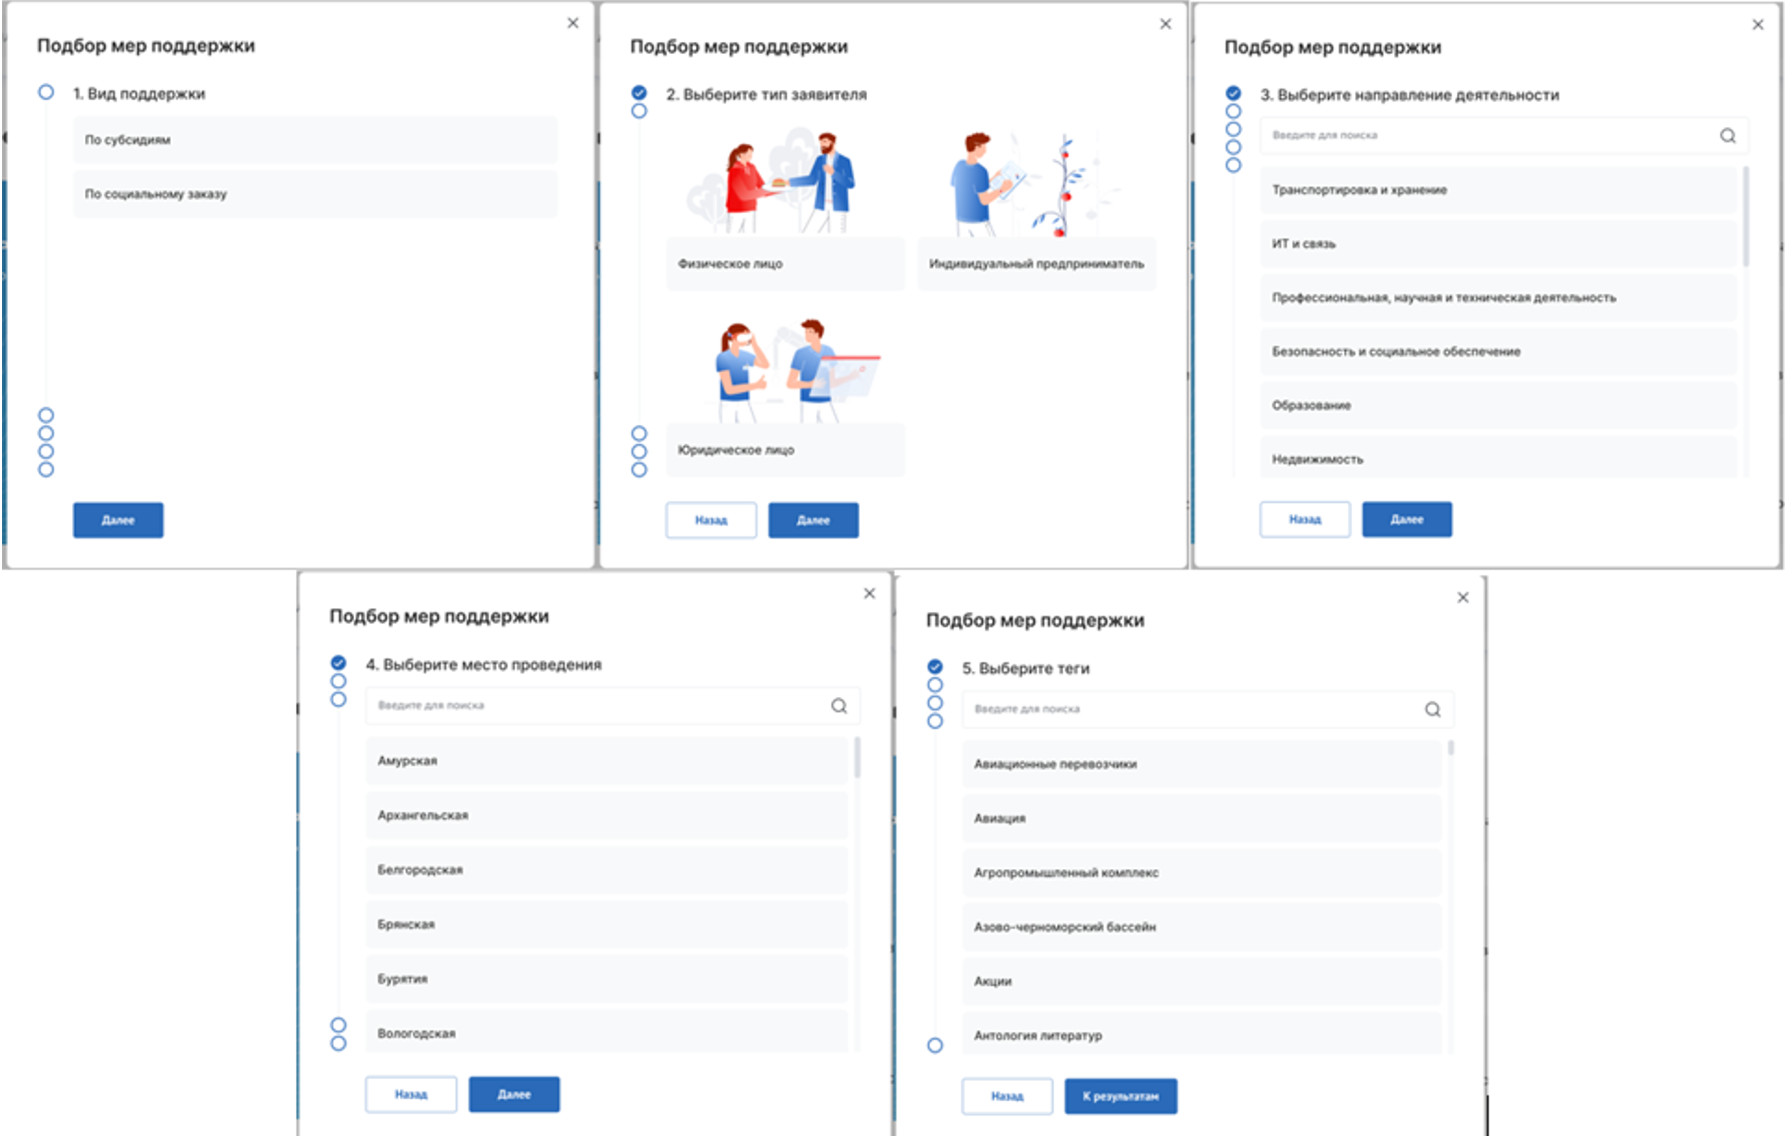 Подбор мер поддержки
1. Вид поддержки
По субсидиям
По социальному заказу
Далее
Подбор мер поддержки
2. Выберите тип заявителя
Физическое лицо
Индивидуальный предприниматель
Юридическое лицо
Назад
Далее
Подбор мер поддержки
3. Выберите направление деятельности
Введите для поиска
Транспортировка и хранение
ИТ и связь
Профессиональная, научная и техническая деятельность
Безопасность и социальное обеспечение
Образование
Недвижимость
Назад
Далее
Подбор мер поддержки
4. Выберите место проведения
Введите для поиска
Амурская
Архангельская
Белгородская
Брянская
Бурятия
Вологодская
Назад
Далее
Подбор мер поддержки
5. Выберите теги
Введите для поиска
Авиационные перевозчики
Авиация
Агропромышленный комплекс
Азово-черноморский бассейн
Акции
Антология литератур
Назад
К результатам